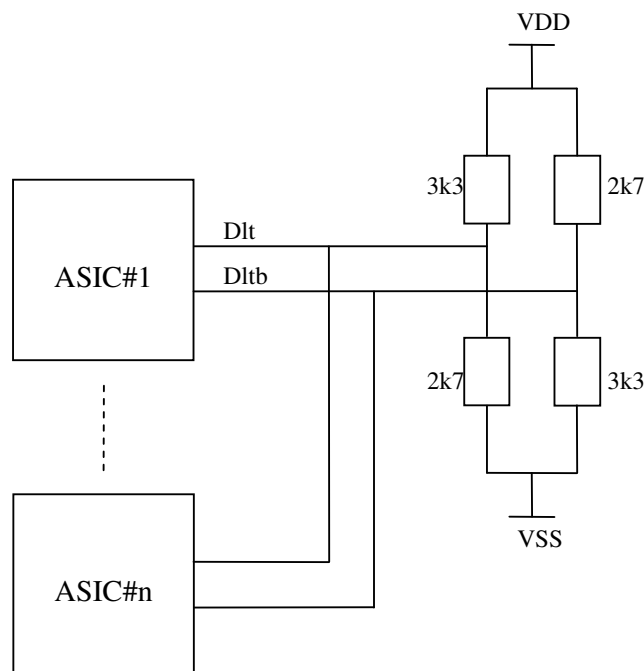 VDD
3k3
2k7
Dlt
ASIC#1
Dltb
2k7
3k3
VSS
ASIC#n